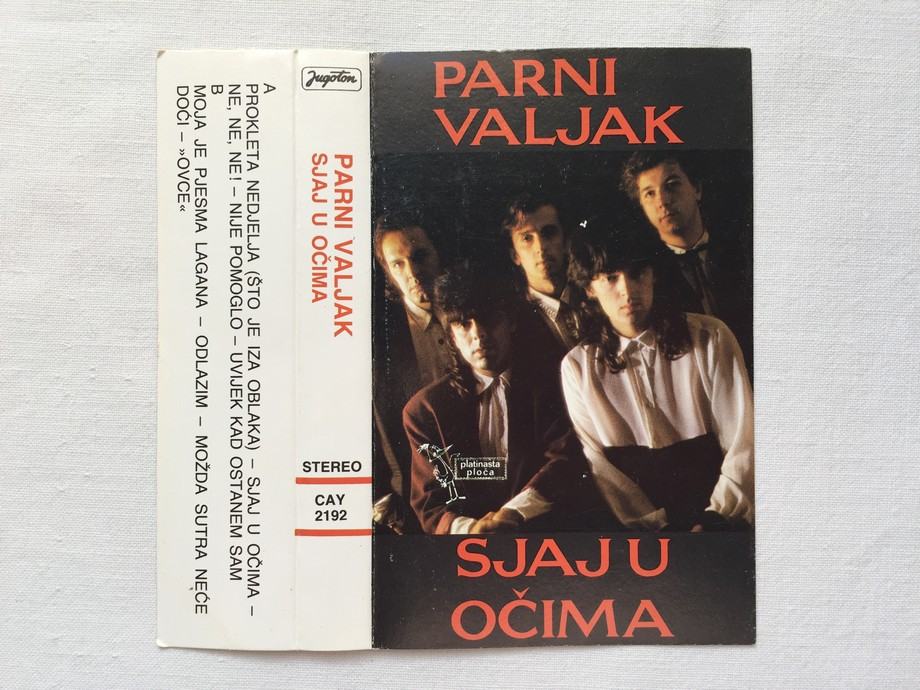 A
PROKLETA NEDJELJA (ŠTO JE IZA OBLAKA) – SJAJ U OČIMA –
NE, NE, NE! – NIJE POMOGLO – UVIJEK KAD OSTANEM SAM
B
MOJA JE PJESMA LAGANA – ODLAZIM – MOŽDA SUTRA NEĆE
DOĆI – »OVCE«
Jugoton
PARNI VALJAK
SJAJ U OČIMA
STEREO
CAY
2192
PARNI
VALJAK
platinasta
ploča
SJAJ U
OČIMA